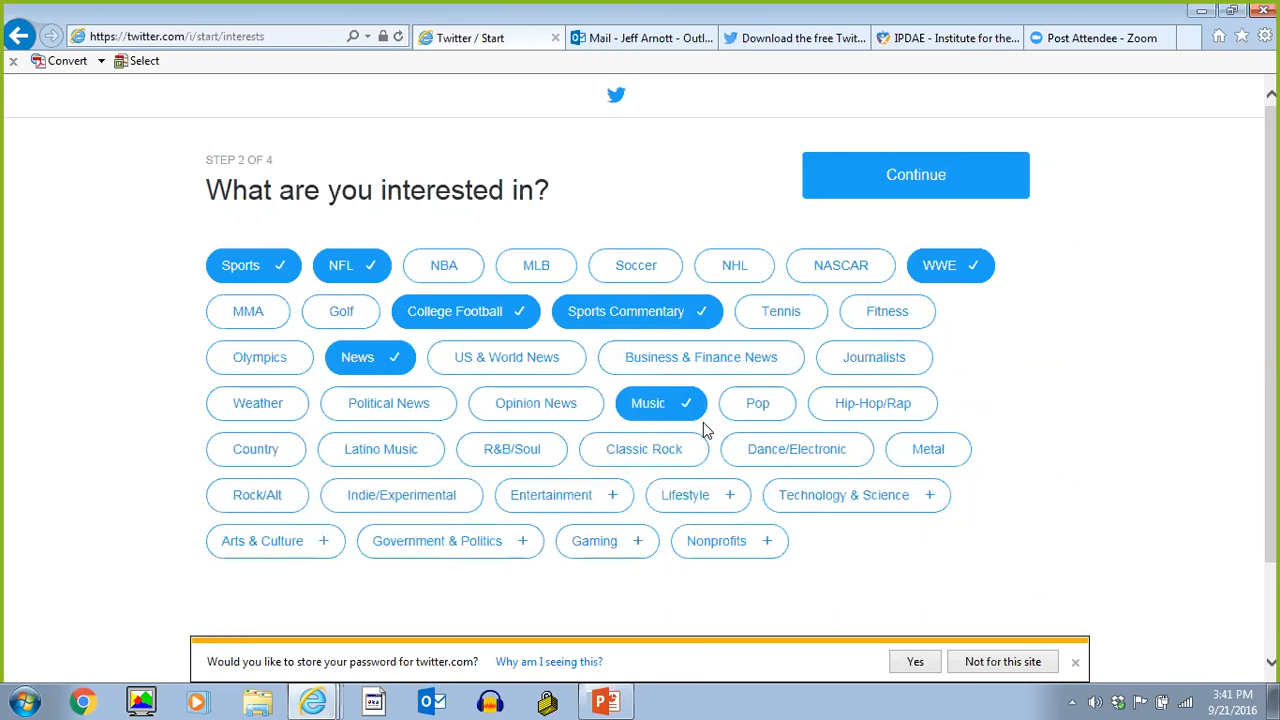 https://twitter.com/i/start/interests
Twitter / Start
Mail - Jeff Arnott - Outl...
Download the free Twit...
IPDAE - Institute for the...
Post Attendee - Zoom
Convert
Select
STEP 2 OF 4
What are you interested in?
Continue
Sports NFL NBA MLB Soccer NHL NASCAR WWE
MMA Golf College Football Sports Commentary Tennis Fitness
Olympics News US & World News Business & Finance News Journalists
Weather Political News Opinion News Music Pop Hip-Hop/Rap
Country Latino Music R&B/Soul Classic Rock Dance/Electronic Metal
Rock/Alt Indie/Experimental Entertainment + Lifestyle + Technology & Science +
Arts & Culture + Government & Politics + Gaming + Nonprofits +
Would you like to store your password for twitter.com? Why am I seeing this? Yes Not for this site
3:41 PM
9/21/2016